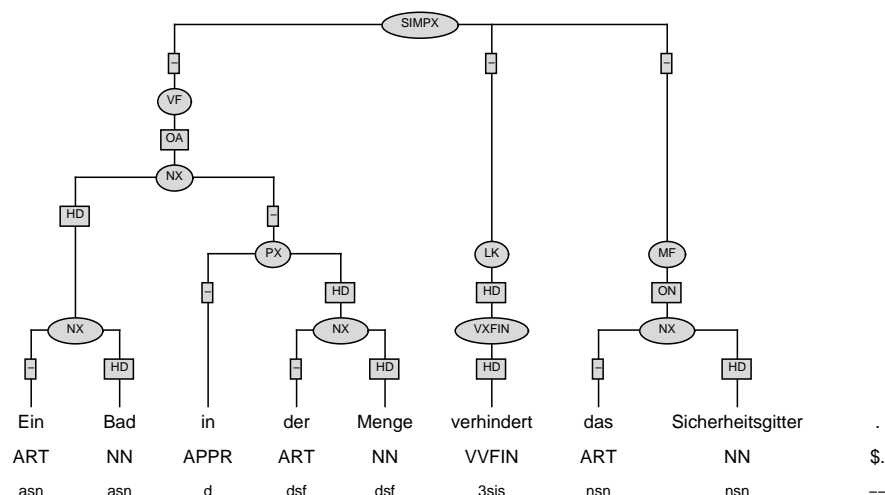 SIMPX
– – –
VF
OA
NX
HD –
PX LK MF
– HD HD ON
NX NX VXFIN NX
– HD – HD HD – HD
Ein Bad in der Menge verhindert das Sicherheitsgitter .
ART NN APPR ART NN VVFIN ART NN $.
asn asn d dsf dsf 3sis nsn nsn ––